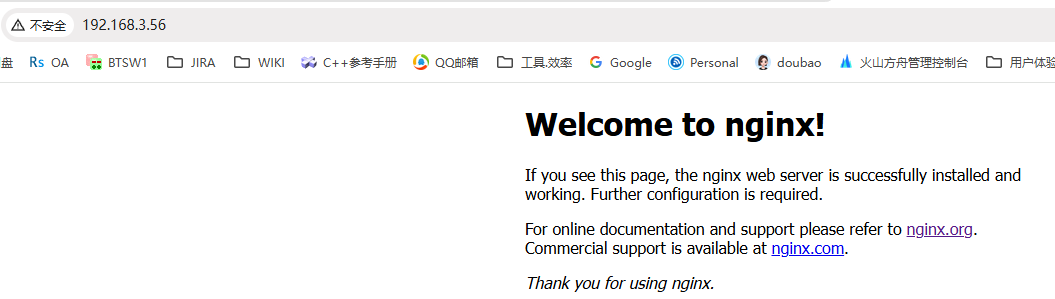 不安全 192.168.3.56
盘 Rs OA BTSW1 JIRA WIKI C++参考手册 QQ邮箱 工具.效率 Google Personal doubao 火山方舟管理控制台 用户体验
Welcome to nginx!
If you see this page, the nginx web server is successfully installed and
working. Further configuration is required.
For online documentation and support please refer to nginx.org.
Commercial support is available at nginx.com.
Thank you for using nginx.